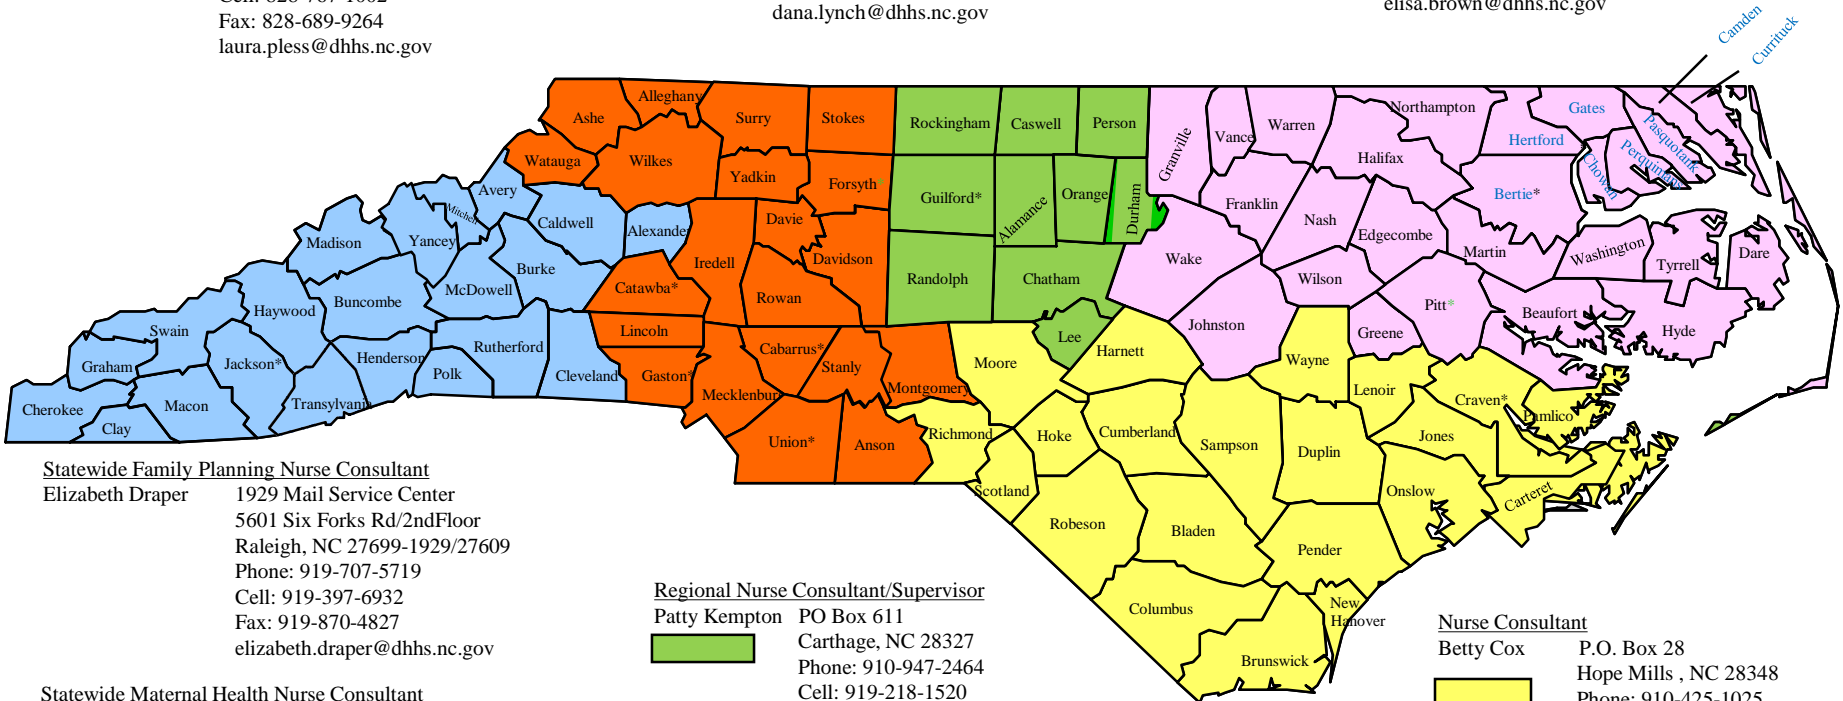 Fax: 828-689-9264
laura.pless@dhhs.nc.gov
dana.lynch@dhhs.nc.gov
elisa.brown@dhhs.nc.gov
Camden
Currituck
Ashe
Alleghany
Surry
Stokes
Rockingham
Caswell
Person
Granville
Vance
Warren
Northampton
Gates
Hertford
Pasquotank
Perquimans
Chowan
Watauga
Wilkes
Yadkin
Forsyth*
Guilford*
Alamance
Orange
Durham
Franklin
Halifax
Bertie*
Avery
Mitchell
Caldwell
Alexander
Davie
Nash
Edgecombe
Martin
Washington
Tyrrell
Dare
Madison
Yancey
Burke
Iredell
Davidson
Randolph
Chatham
Wake
Wilson
Pitt*
Beaufort
Hyde
Haywood
Buncombe
McDowell
Catawba*
Rowan
Swain
Rutherford
Lincoln
Cabarrus*
Stanly
Lee
Harnett
Johnston
Greene
Wayne
Graham
Jackson*
Henderson
Polk
Cleveland
Gaston*
Mecklenburg
Montgomery
Moore
Lenoir
Craven*
Pamlico
Cherokee
Clay
Macon
Transylvania
Union*
Anson
Richmond
Hoke
Cumberland
Sampson
Duplin
Jones
Scotland
Robeson
Bladen
Onslow
Carteret
Pender
Columbus
New
Hanover
Brunswick
Statewide Family Planning Nurse Consultant
Elizabeth Draper 1929 Mail Service Center
5601 Six Forks Rd/2ndFloor
Raleigh, NC 27699-1929/27609
Phone: 919-707-5719
Cell: 919-397-6932
Fax: 919-870-4827
elizabeth.draper@dhhs.nc.gov
Statewide Maternal Health Nurse Consultant
Regional Nurse Consultant/Supervisor
Patty Kempton PO Box 611
Carthage, NC 28327
Phone: 910-947-2464
Cell: 919-218-1520
Nurse Consultant
Betty Cox P.O. Box 28
Hope Mills , NC 28348
Phone: 910-425-1025